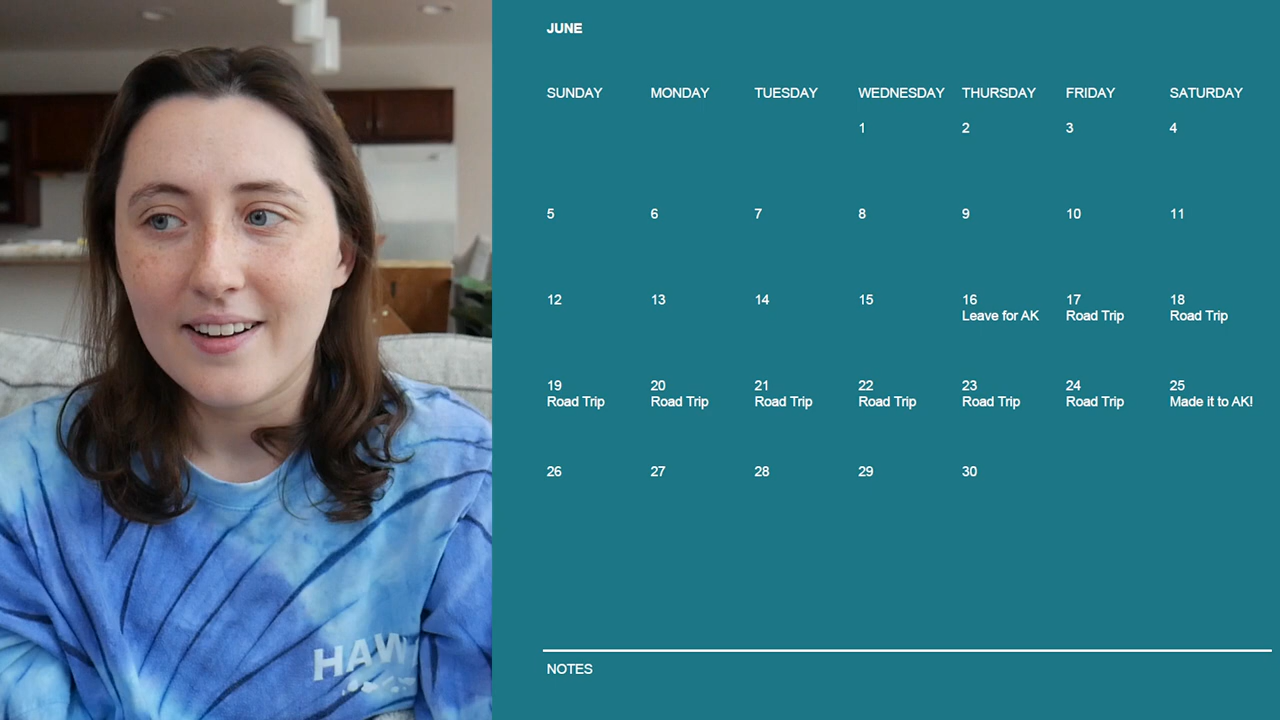 JUNE
SUNDAY MONDAY TUESDAY WEDNESDAY THURSDAY FRIDAY SATURDAY
1 2 3 4
5 6 7 8 9 10 11
12 13 14 15 16 17 18
Leave for AK Road Trip Road Trip
19 20 21 22 23 24 25
Road Trip Road Trip Road Trip Road Trip Road Trip Road Trip Made it to AK!
26 27 28 29 30
NOTES
HAW